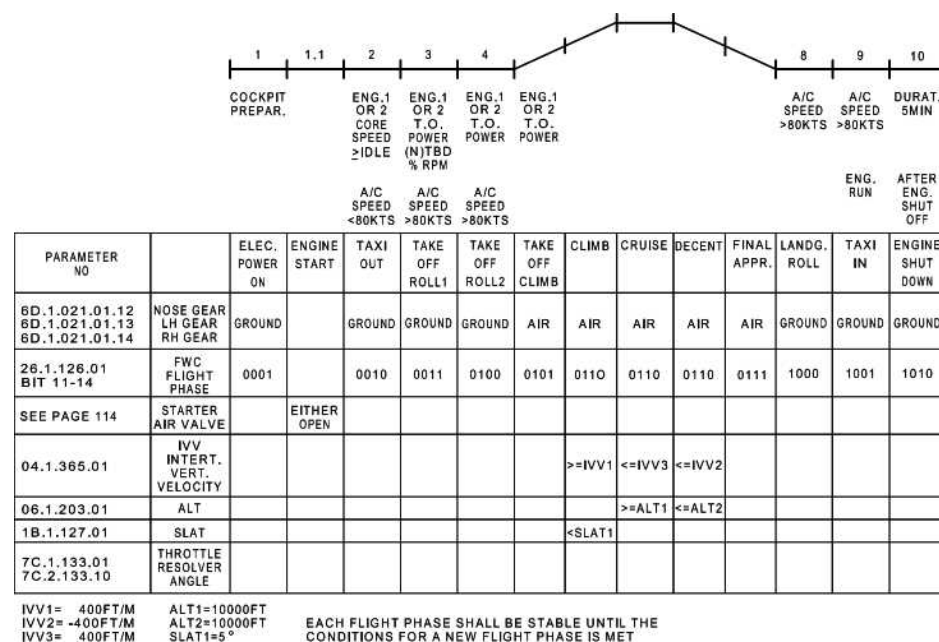 1 1.1 2 3 4 8 9 10
COCKPIT ENG.1 ENG.1 ENG.1 ENG.1 A/C A/C DURAT.
PREPAR. OR 2 OR 2 OR 2 OR 2 SPEED SPEED 5MIN
CORE T.O. T.O. T.O. >80KTS >80KTS
SPEED POWER POWER POWER
≥IDLE (N)TBD
% RPM
ENG. AFTER
RUN ENG.
A/C A/C A/C SHUT
SPEED SPEED SPEED OFF
<80KTS >80KTS >80KTS
PARAMETER ELEC. ENGINE TAXI TAKE TAKE TAKE CLIMB CRUISE DECENT FINAL LANDG. TAXI ENGINE
NO POWER START OUT OFF OFF OFF APPR. ROLL IN SHUT
ON ROLL1 ROLL2 CLIMB DOWN
6D.1.021.01.12 NOSE GEAR
6D.1.021.01.13 LH GEAR GROUND GROUND GROUND GROUND AIR AIR AIR AIR AIR GROUND GROUND GROUND
6D.1.021.01.14 RH GEAR
26.1.126.01 FWC
BIT 11-14 FLIGHT 0001 0010 0011 0100 0101 0110 0110 0110 0111 1000 1001 1010
PHASE
SEE PAGE 114 STARTER EITHER
AIR VALVE OPEN
IVV
04.1.365.01 INTERT. >=IVV1 <=IVV3 <=IVV2
VERT.
VELOCITY
06.1.203.01 ALT >=ALT1 <=ALT2
1B.1.127.01 SLAT <SLAT1
7C.1.133.01 THROTTLE
7C.2.133.10 RESOLVER
ANGLE
IVV1= 400FT/M ALT1=10000FT
IVV2= -400FT/M ALT2=10000FT EACH FLIGHT PHASE SHALL BE STABLE UNTIL THE
IVV3= 400FT/M SLAT1=5° CONDITIONS FOR A NEW FLIGHT PHASE IS MET